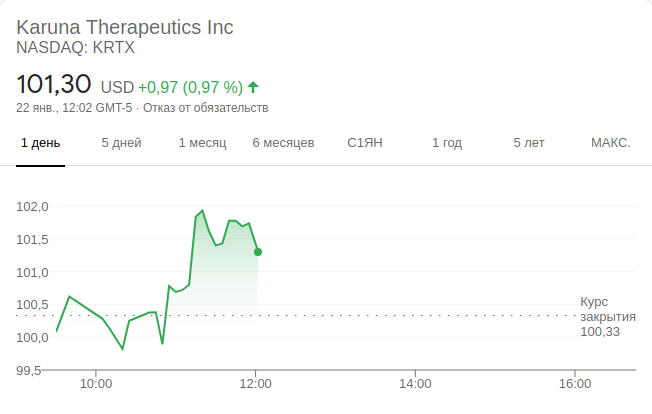 Karuna Therapeutics Inc
NASDAQ: KRTX
101,30 USD +0,97 (0,97 %)
22 янв., 12:02 GMT-5 · Отказ от обязательств
1 день 5 дней 1 месяц 6 месяцев С1ЯН 1 год 5 лет МАКС.
102,0
101,5
101,0
100,5
100,0
99,5
Курс
закрытия
100,33
10:00 12:00 14:00 16:00